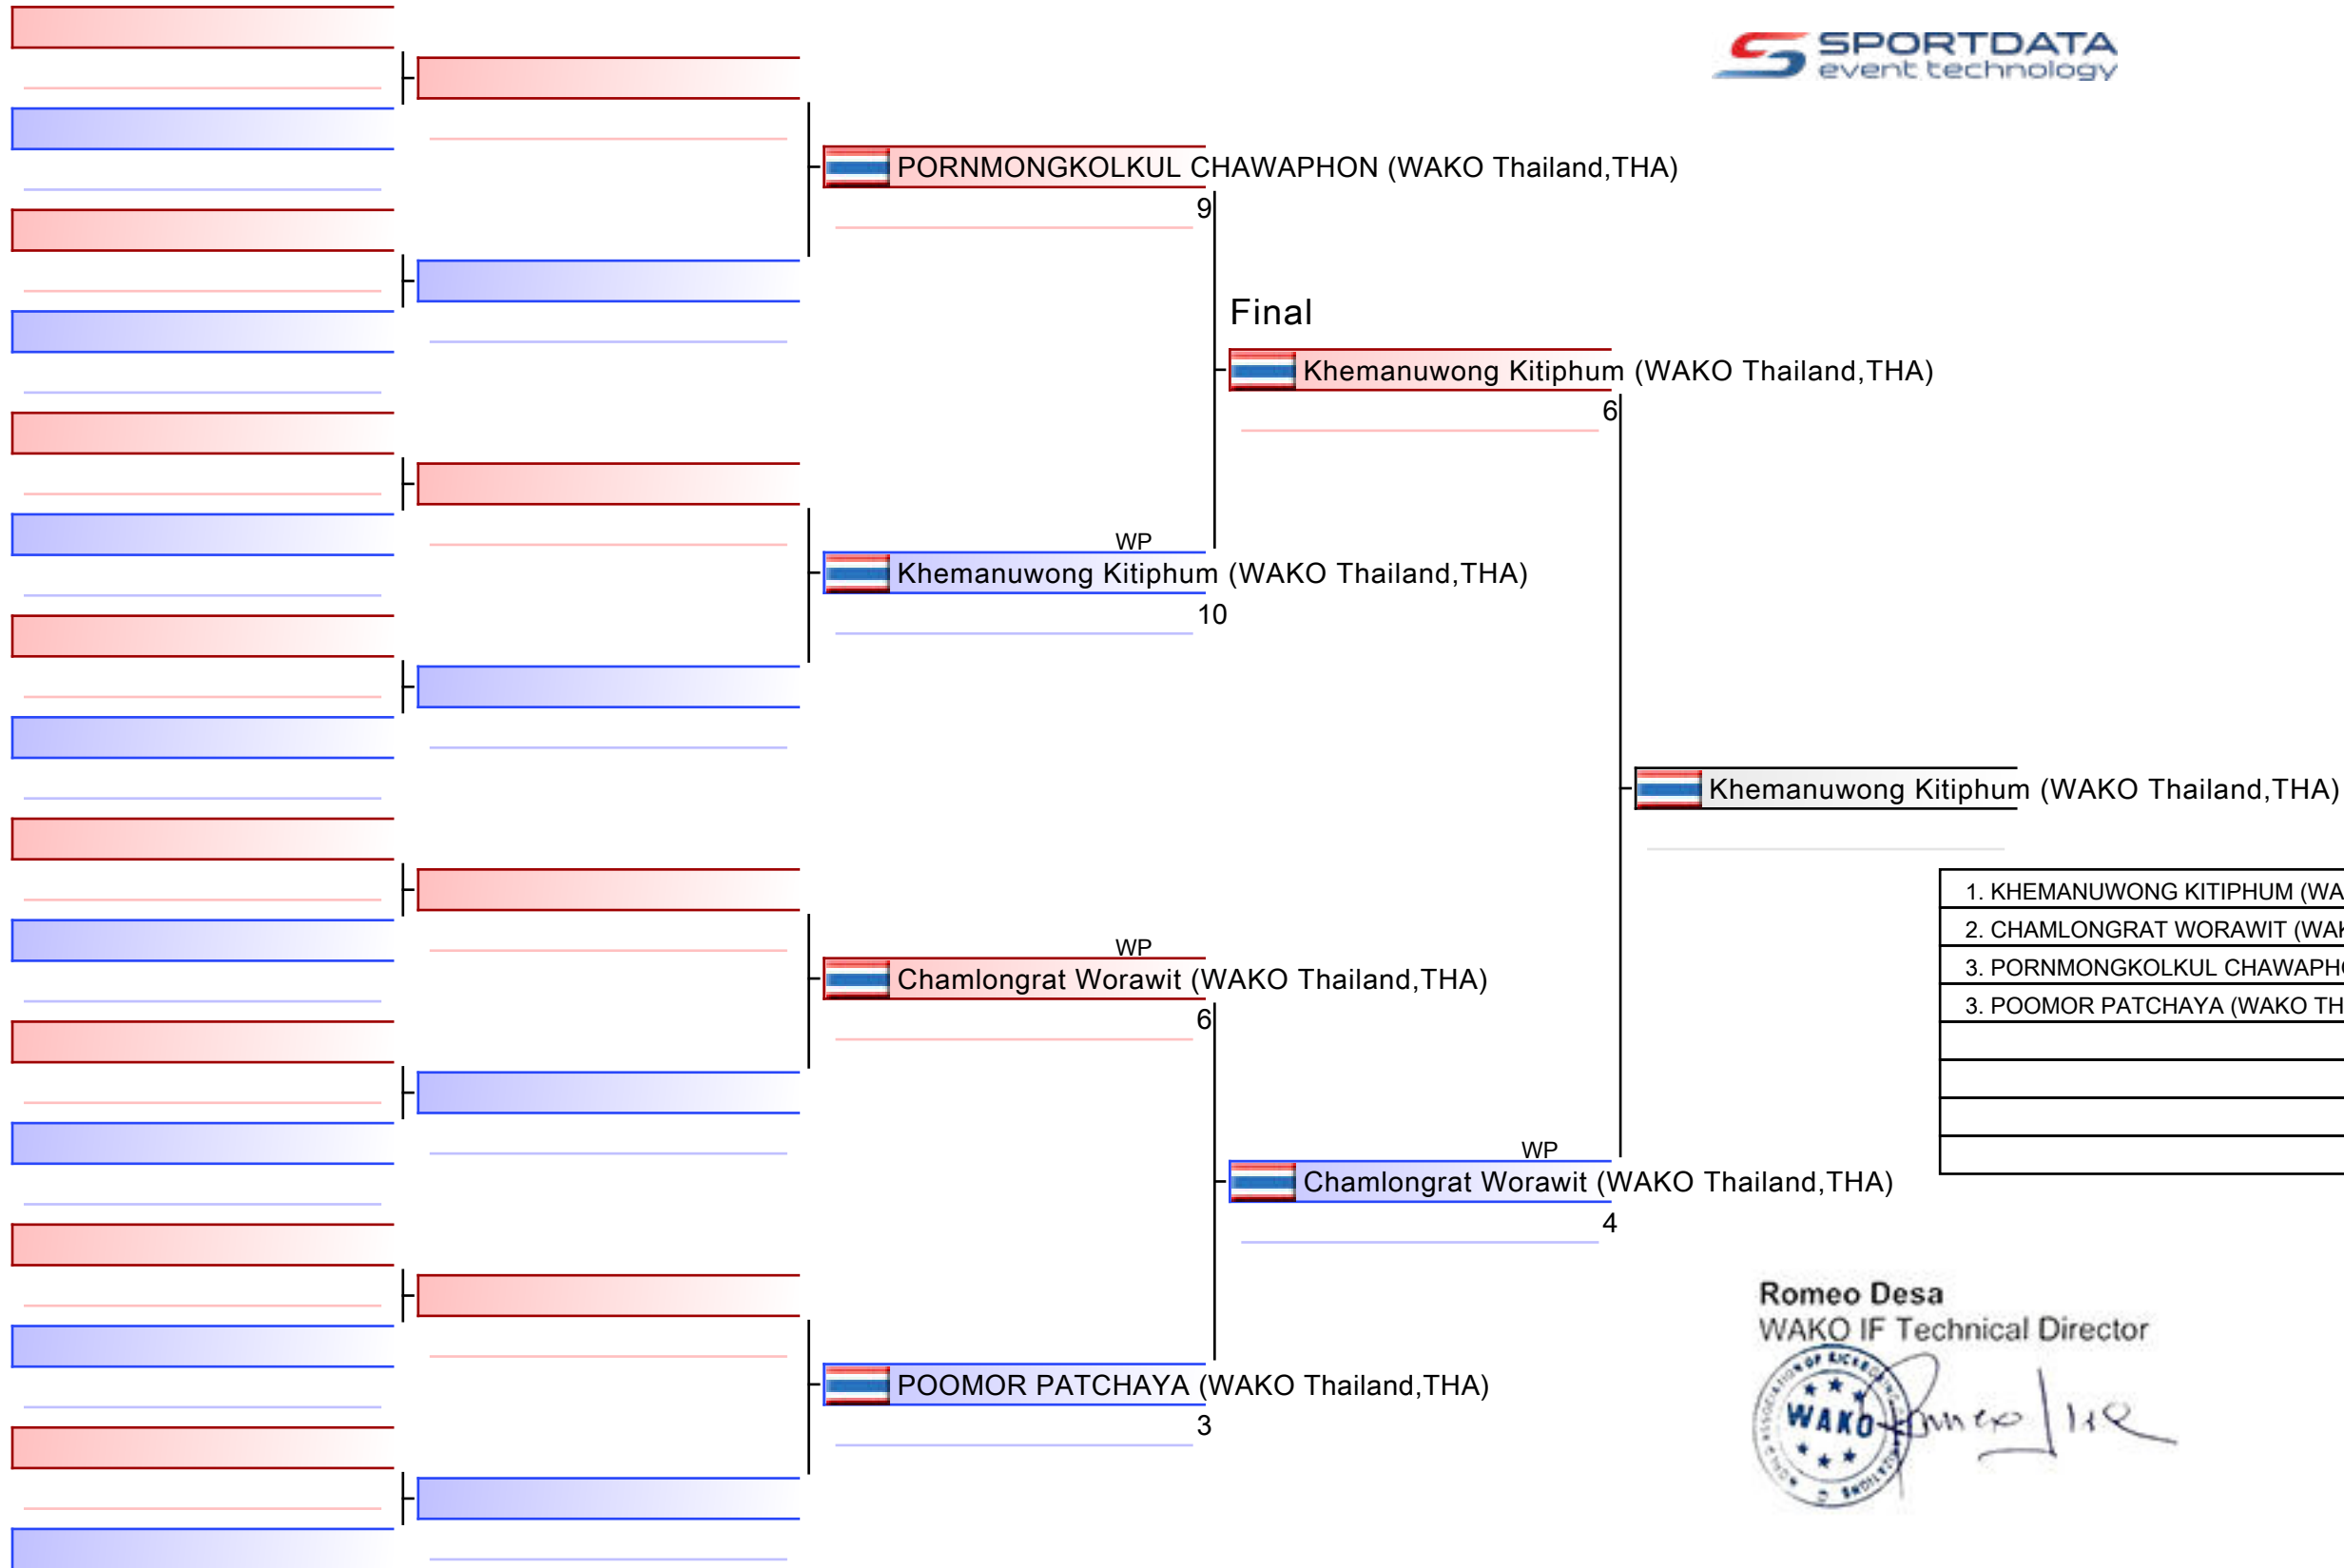 SPORTDATA
event technology
PORNMONGKOLKUL CHAWAPHON (WAKO Thailand,THA)
9
Final
Khemanuwong Kitiphum (WAKO Thailand,THA)
6
WP
Khemanuwong Kitiphum (WAKO Thailand,THA)
10
Khemanuwong Kitiphum (WAKO Thailand,THA)
1. KHEMANUWONG KITIPHUM (WA
2. CHAMLONGRAT WORAWIT (WAK
3. PORNMONGKOLKUL CHAWAPHO
3. POOMOR PATCHAYA (WAKO TH
WP
Chamlongrat Worawit (WAKO Thailand,THA)
6
WP
Chamlongrat Worawit (WAKO Thailand,THA)
4
POOMOR PATCHAYA (WAKO Thailand,THA)
3
Romeo Desa
WAKO IF Technical Director
WAKO